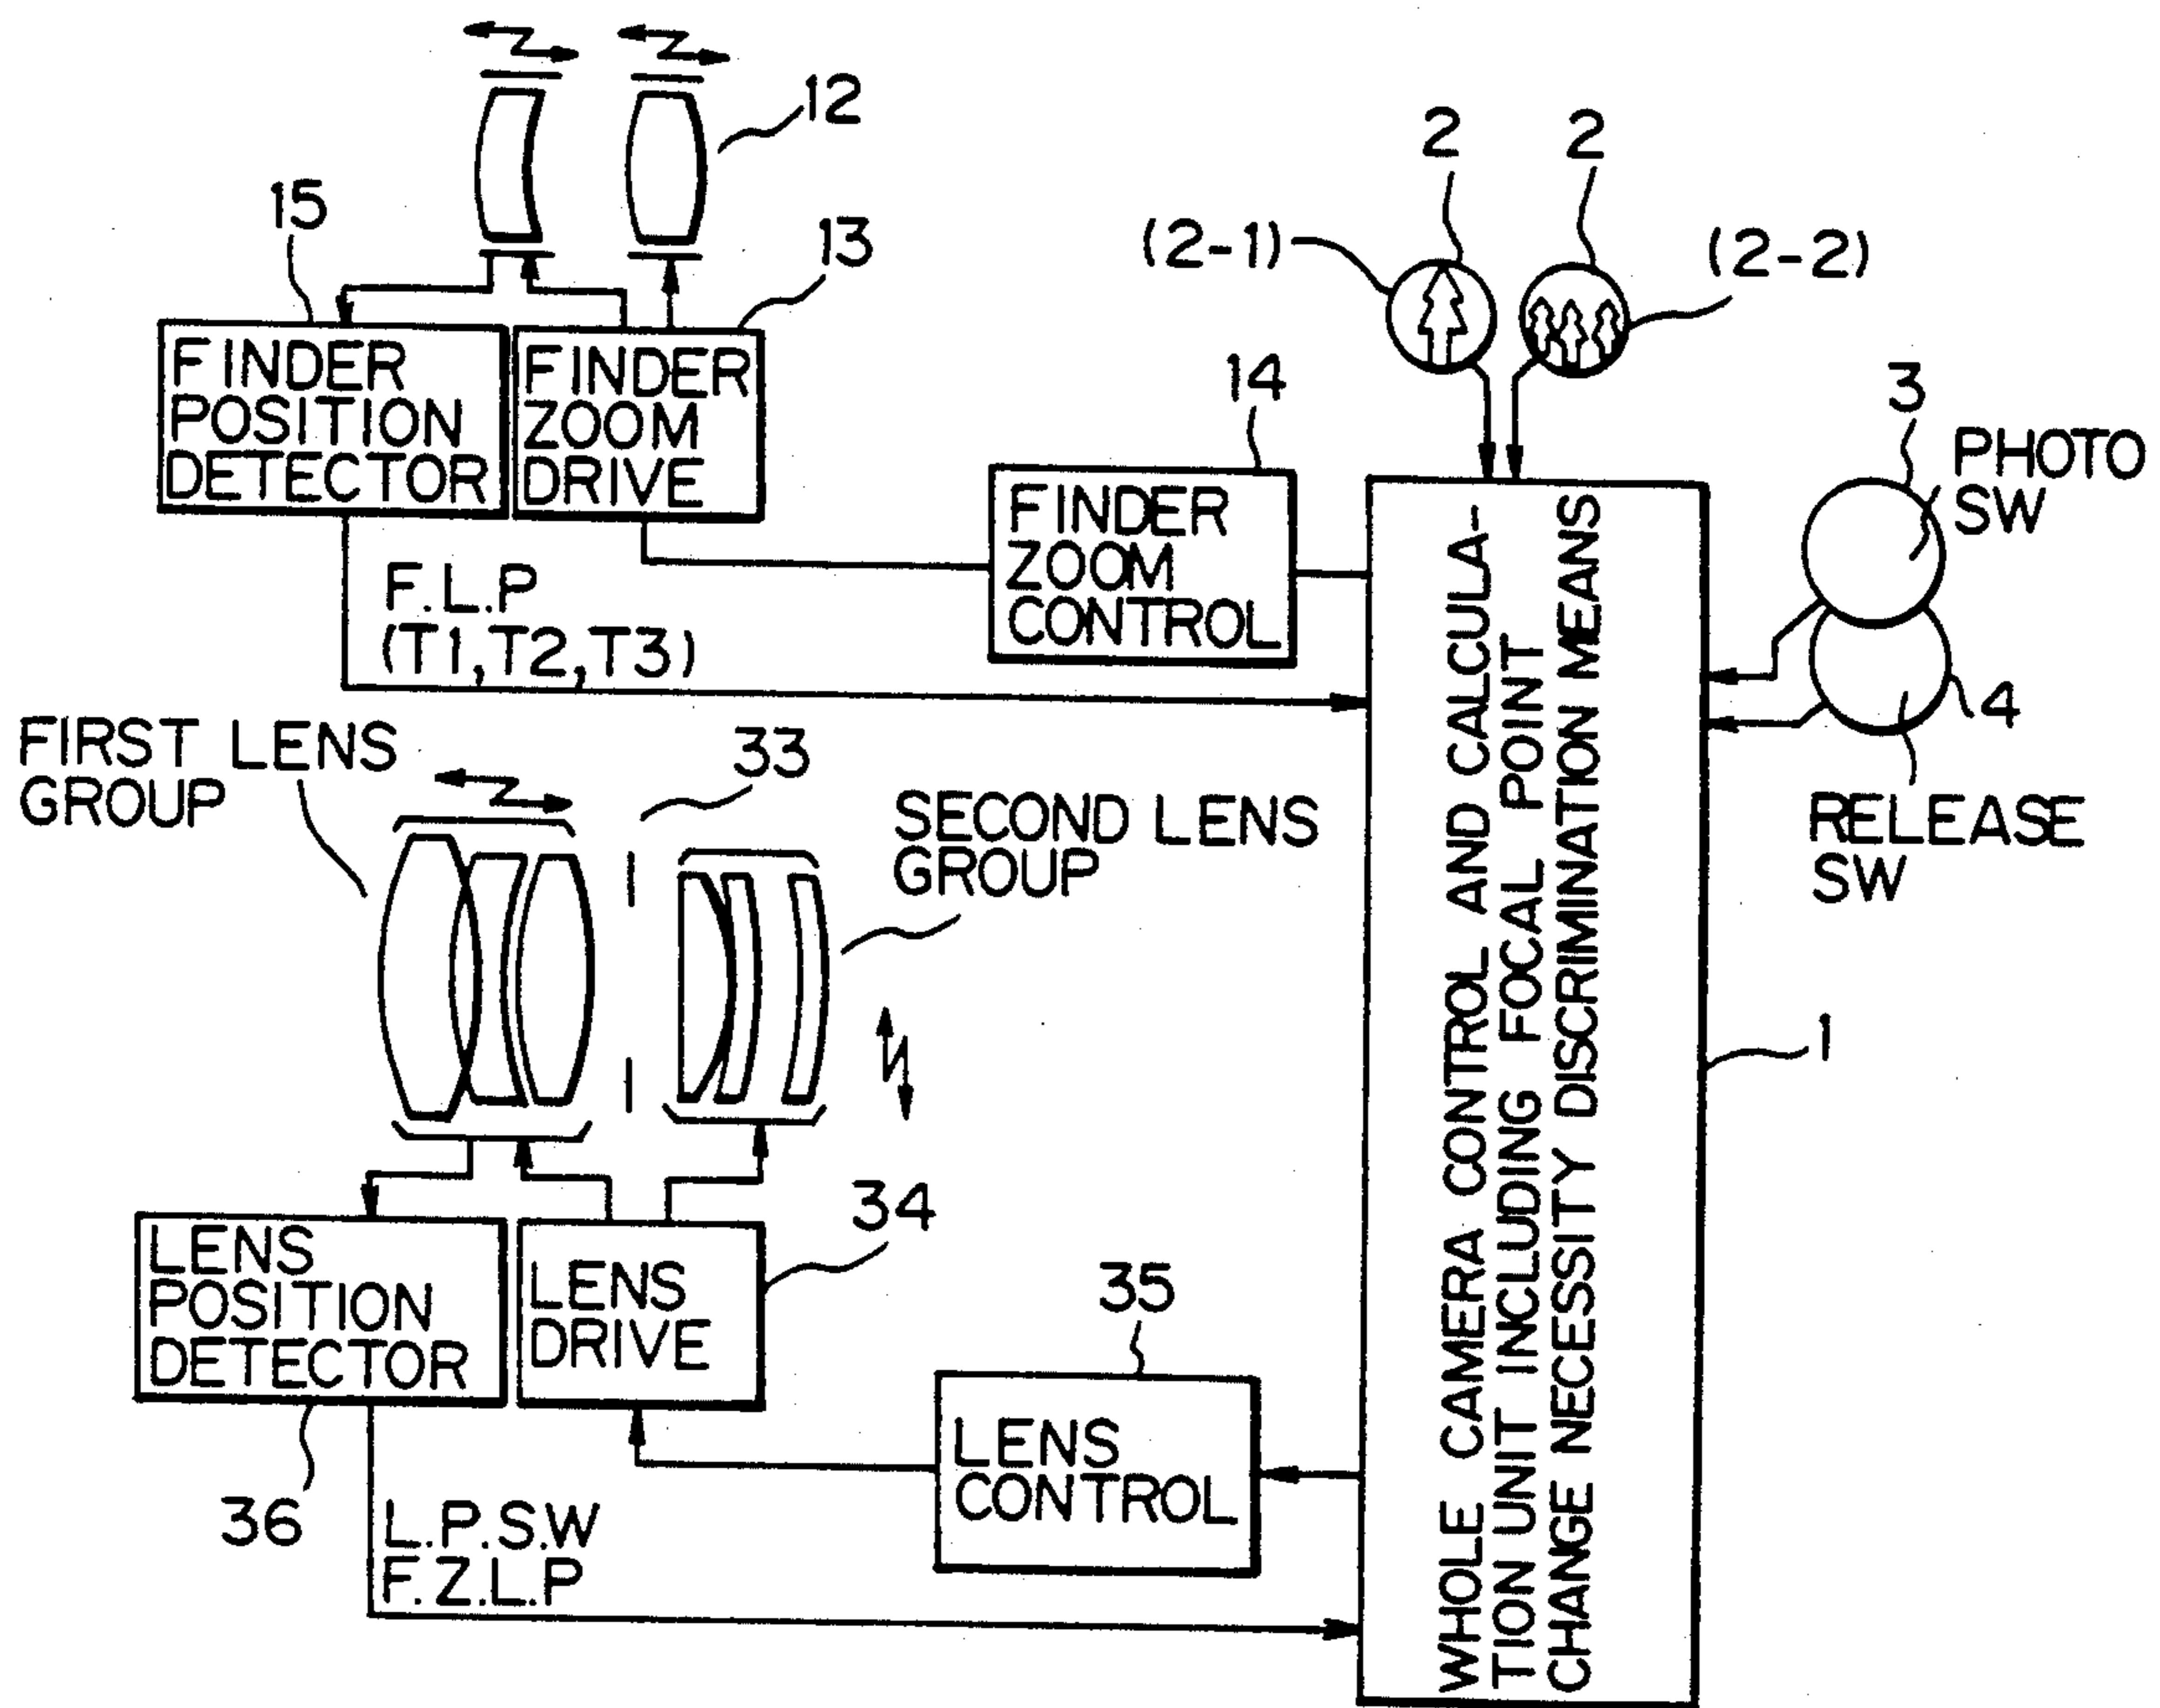 12
2
2
15
13
(2-1)
(2-2)
FINDER
POSITION
DETECTOR
FINDER
ZOOM
DRIVE
14
3
PHOTO
SW
FINDER
ZOOM
CONTROL
F.L.P
(T1,T2,T3)
4
RELEASE
SW
FIRST LENS
GROUP
33
SECOND LENS
GROUP
WHOLE CAMERA CONTROL AND CALCULA-
TION UNIT INCLUDING FOCAL POINT
CHANGE NECESSITY DISCRIMINATION MEANS
1
34
LENS
POSITION
DETECTOR
LENS
DRIVE
35
LENS
CONTROL
36
L.P.S.W
F.Z.L.P